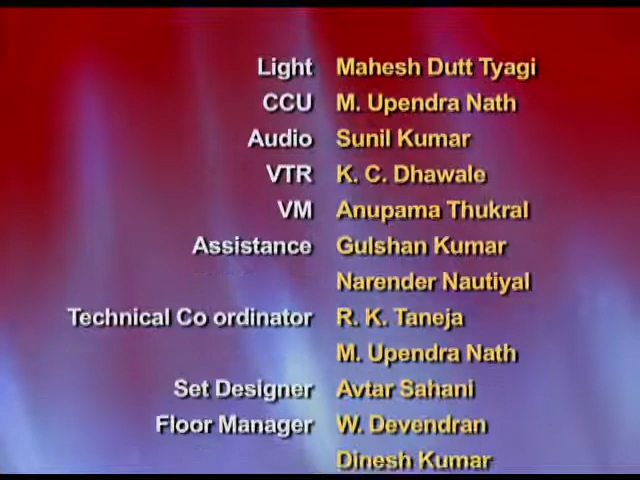 Light Mahesh Dutt Tyagi
CCU M. Upendra Nath
Audio Sunil Kumar
VTR K. C. Dhawale
VM Anupama Thukral
Assistance Gulshan Kumar
Narender Nautiyal
Technical Co ordinator R. K. Taneja
M. Upendra Nath
Set Designer Avtar Sahani
Floor Manager W. Devendran
Dinesh Kumar